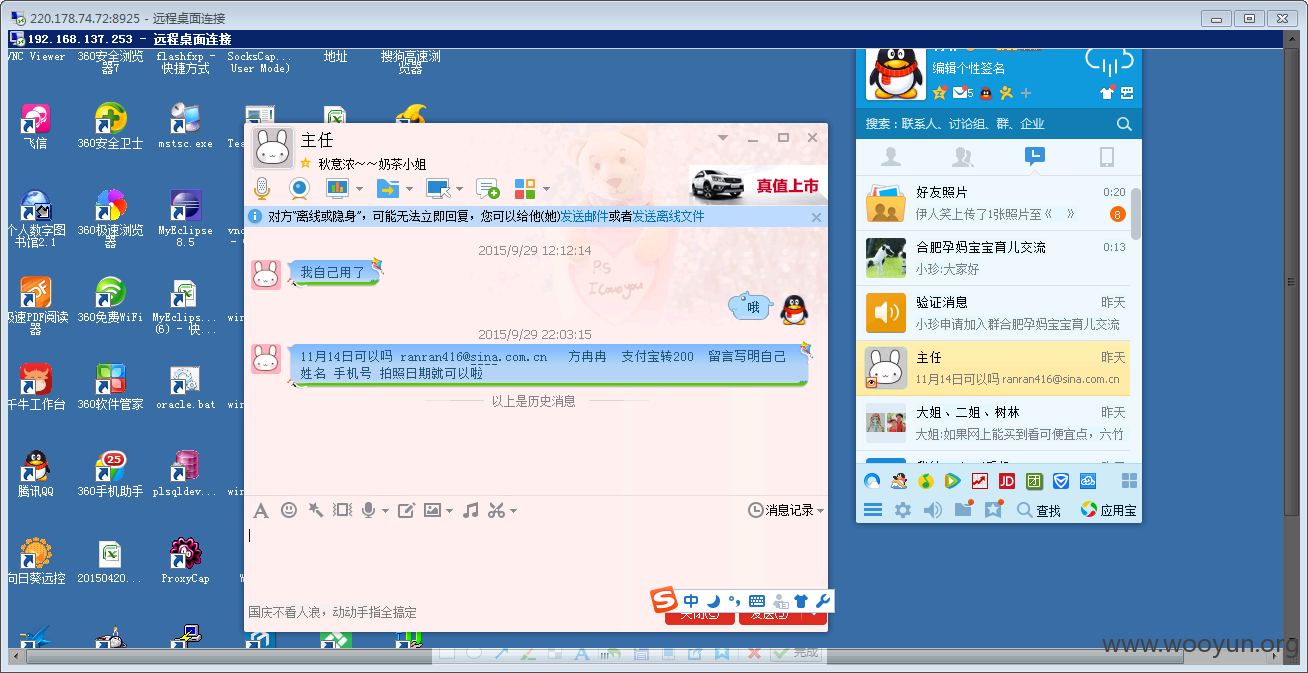 220.178.74.72:8925 - 远程桌面连接
192.168.137.253 - 远程桌面连接
VNC Viewer
360安全浏览器7
flashfxp - 快捷方式
SocksCap... User Mode)
地址
搜狗高速浏览器
飞信
360安全卫士
mstsc.exe
个人数字图书馆2.1
360极速浏览器
MyEclipse 8.5
极速PDF阅读器
360免费WiFi
MyEclips... (6) - 快...
千牛工作台
360软件管家
oracle.bat
腾讯QQ
25
360手机助手
plsqldev...
向日葵远控
20150420...
ProxyCap
主任
秋意浓~~奶茶小姐
真值上市
对方“离线或隐身”，可能无法立即回复，您可以给他(她)发送邮件或者发送离线文件
2015/9/29 12:12:14
我自己用了
Ps
I Love you
哦
2015/9/29 22:03:15
11月14日可以吗 ranran416@sina.com.cn 方冉冉 支付宝转200 留言写明自己
姓名 手机号 拍照日期就可以啦
以上是历史消息
消息记录
国庆不看人浪，动动手指全搞定
中
关闭(C)
发送(S)
完成
编辑个性签名
5
搜索：联系人、讨论组、群、企业
好友照片
0:20
伊人笑上传了1张照片至《 》
8
合肥孕妈宝宝育儿交流
0:13
小珍:大家好
验证消息
昨天
小珍申请加入群合肥孕妈宝宝育儿交流
主任
昨天
11月14日可以吗 ranran416@sina.com.cn
大姐、二姐、树林
昨天
大姐:如果网上能买到看可便宜点，六竹
JD
团
查找
应用宝
www.wooyun.org